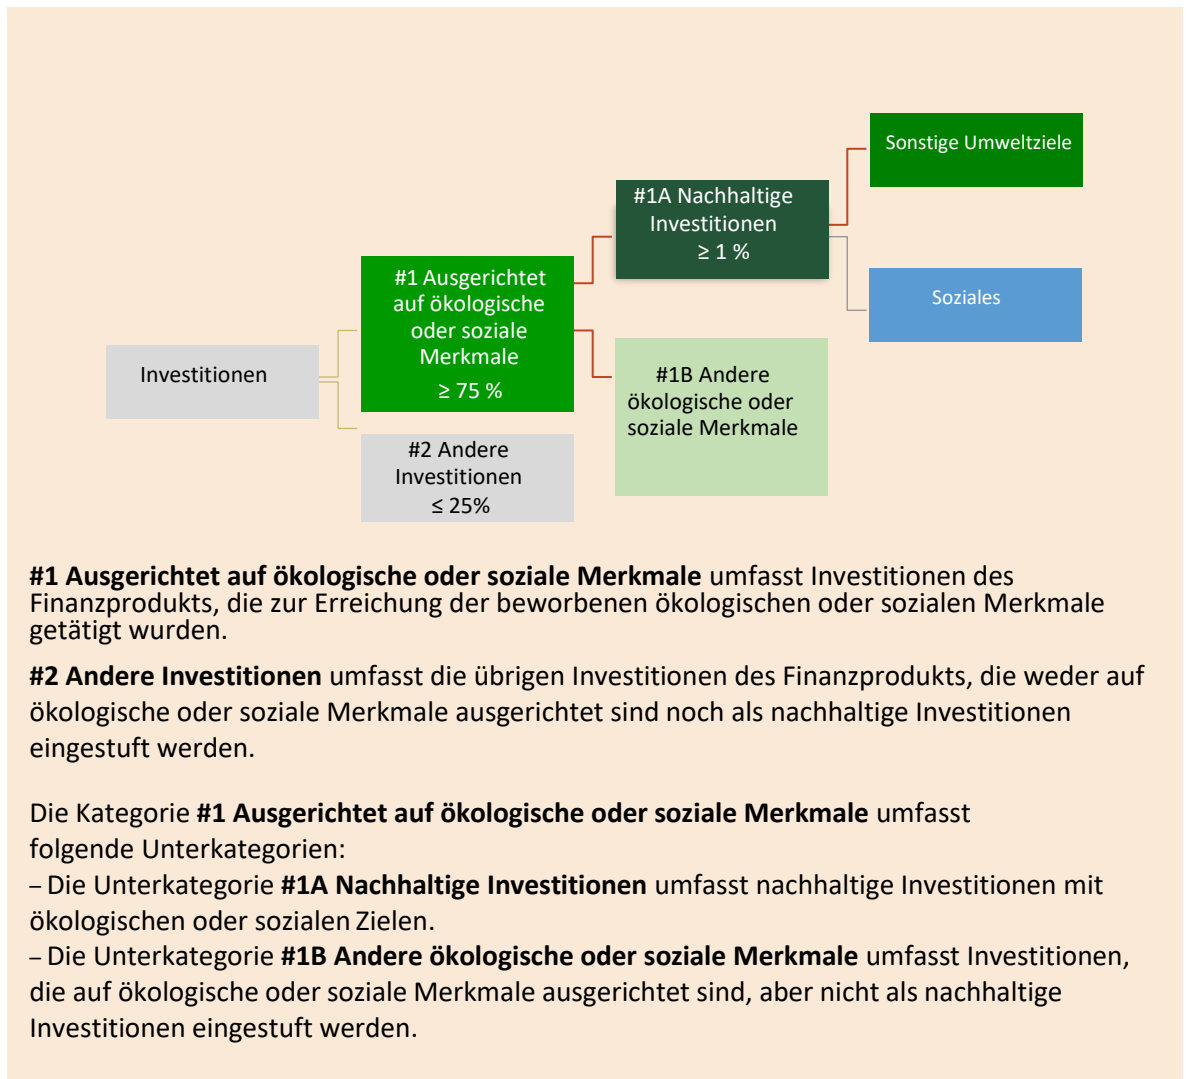 Sonstige Umweltziele
#1A Nachhaltige
Investitionen
≥ 1 %
#1 Ausgerichtet
auf ökologische
oder soziale
Merkmale
≥ 75 %
Soziales
Investitionen
#1B Andere
ökologische oder
soziale Merkmale
#2 Andere
Investitionen
≤ 25%
#1 Ausgerichtet auf ökologische oder soziale Merkmale umfasst Investitionen des
Finanzprodukts, die zur Erreichung der beworbenen ökologischen oder sozialen Merkmale
getätigt wurden.
#2 Andere Investitionen umfasst die übrigen Investitionen des Finanzprodukts, die weder auf
ökologische oder soziale Merkmale ausgerichtet sind noch als nachhaltige Investitionen
eingestuft werden.
Die Kategorie #1 Ausgerichtet auf ökologische oder soziale Merkmale umfasst
folgende Unterkategorien:
– Die Unterkategorie #1A Nachhaltige Investitionen umfasst nachhaltige Investitionen mit
ökologischen oder sozialen Zielen.
– Die Unterkategorie #1B Andere ökologische oder soziale Merkmale umfasst Investitionen,
die auf ökologische oder soziale Merkmale ausgerichtet sind, aber nicht als nachhaltige
Investitionen eingestuft werden.